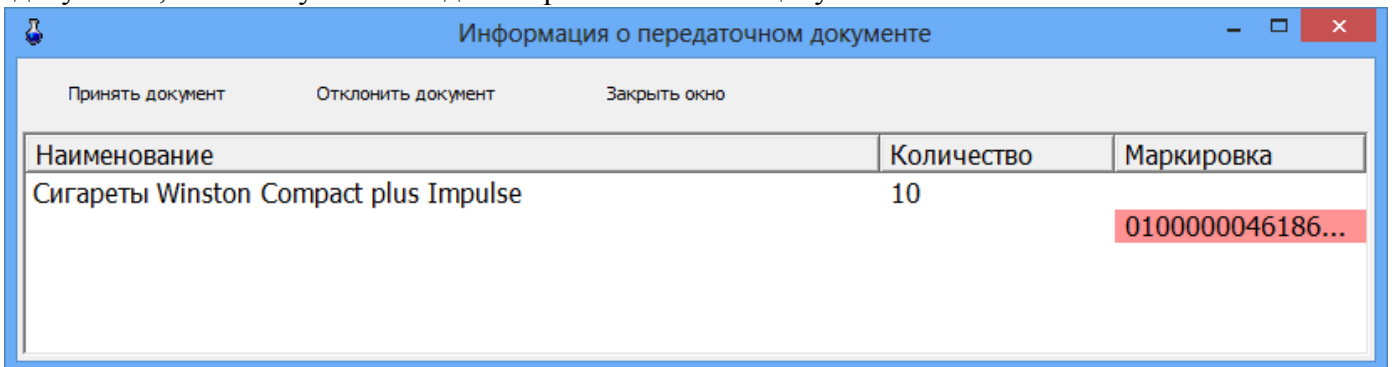 Информация о передаточном документе
Принять документ Отклонить документ Закрыть окно
Наименование Количество Маркировка
Сигареты Winston Compact plus Impulse 10
0100000046186...